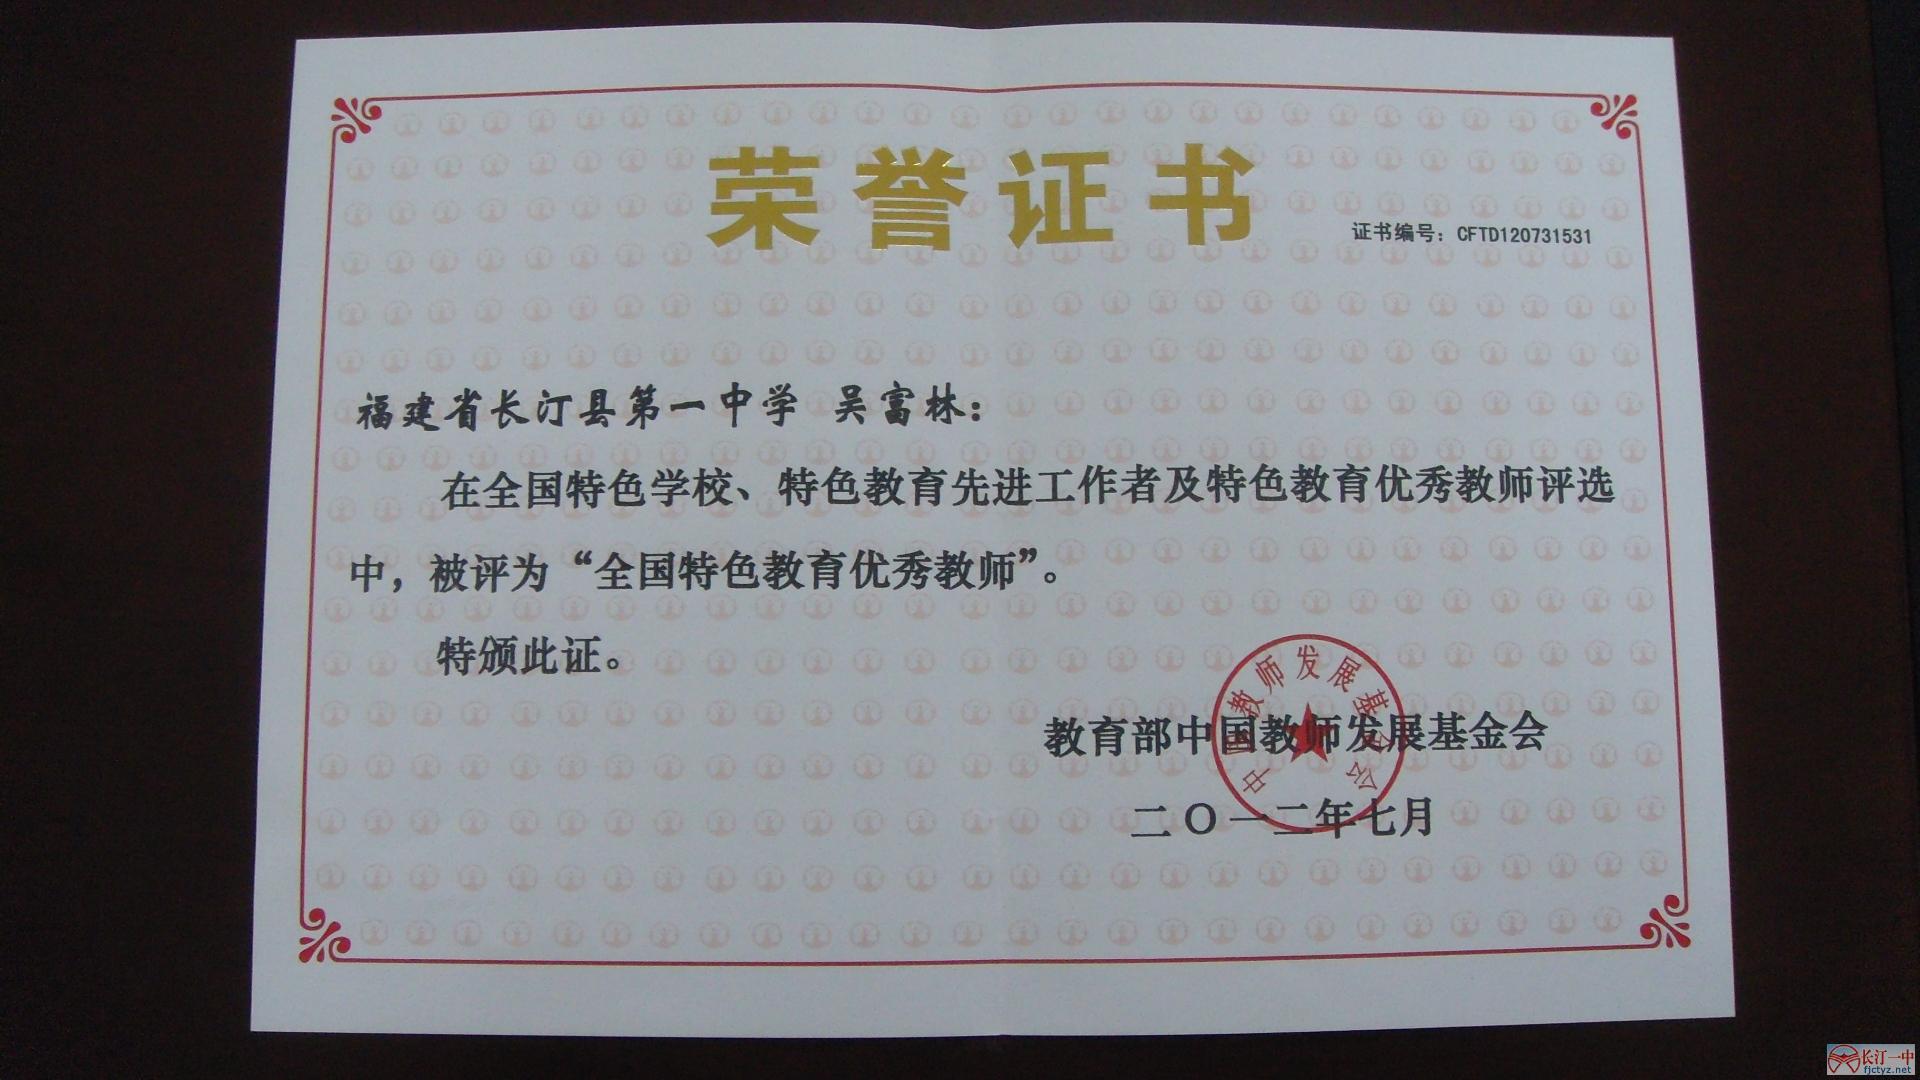 荣誉证书
证书编号：CFTD120731531
福建省长汀县第一中学 吴富林：
在全国特色学校、特色教育先进工作者及特色教育优秀教师评选
中，被评为“全国特色教育优秀教师”。
特颁此证。
教育部中国教师发展基金会
二〇一二年七月
中国教师发展基金会
长汀一中
fjctyz.net